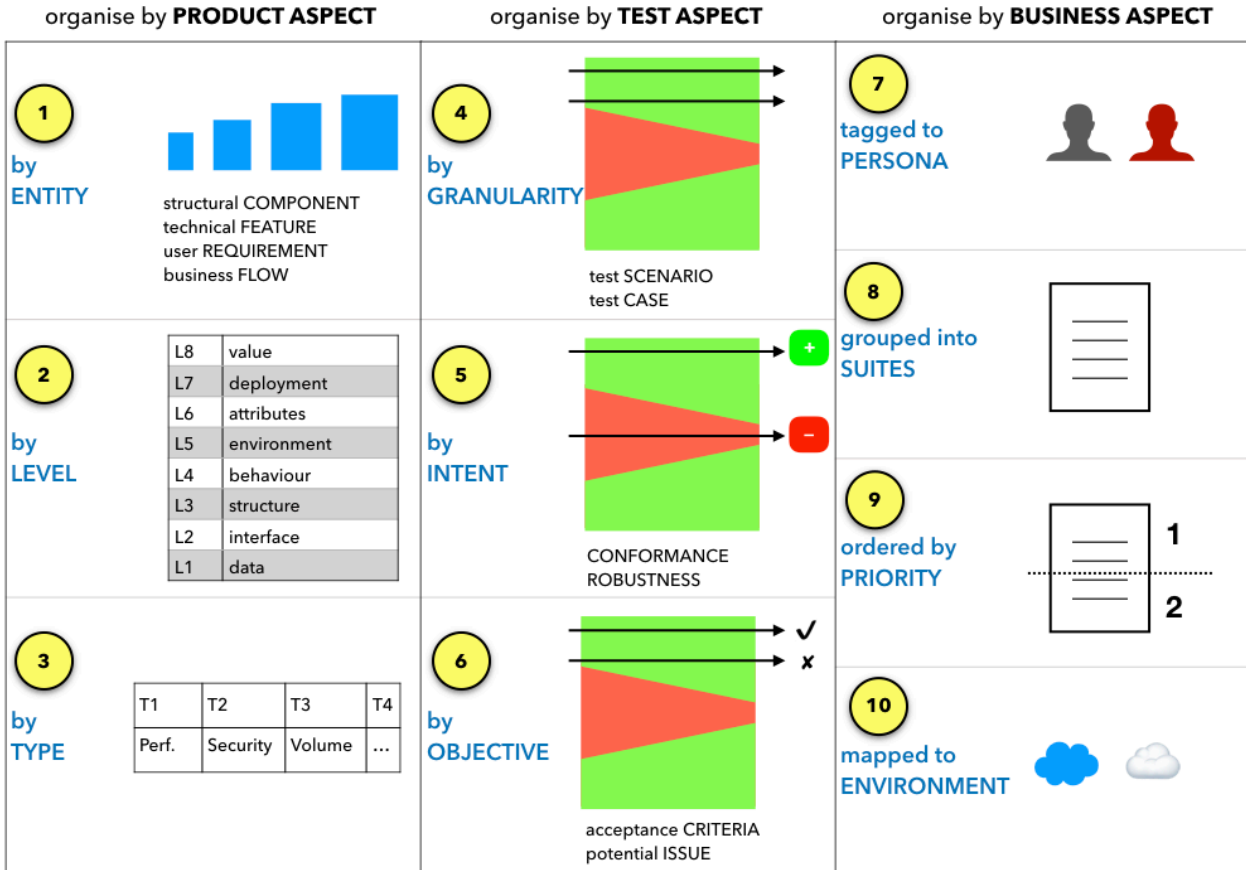 organise by PRODUCT ASPECT
1
by
ENTITY
structural COMPONENT
technical FEATURE
user REQUIREMENT
business FLOW
2
by
LEVEL
L8 value
L7 deployment
L6 attributes
L5 environment
L4 behaviour
L3 structure
L2 interface
L1 data
3
by
TYPE
T1 T2 T3 T4
Perf. Security Volume ...
organise by TEST ASPECT
4
by
GRANULARITY
test SCENARIO
test CASE
5
by
INTENT
+
−
CONFORMANCE
ROBUSTNESS
6
by
OBJECTIVE
✓
✘
acceptance CRITERIA
potential ISSUE
organise by BUSINESS ASPECT
7
tagged to
PERSONA
8
grouped into
SUITES
9
ordered by
PRIORITY
1
2
10
mapped to
ENVIRONMENT